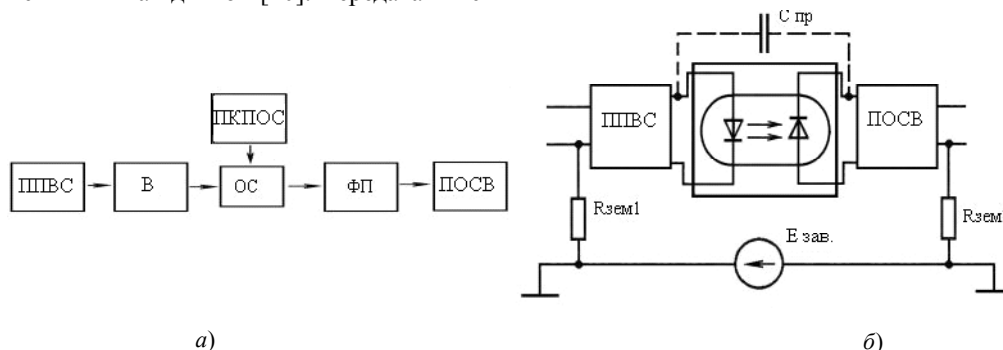 С пр
ПКПОС
ППВС
В
ОС
ФП
ПОСВ
ППВС
ПОСВ
Rзем1
Rзем
Е зав.
а)
б)